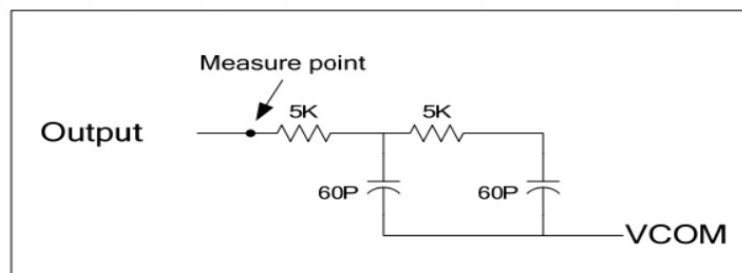 Measure point
5K 5K
Output
60P 60P
VCOM